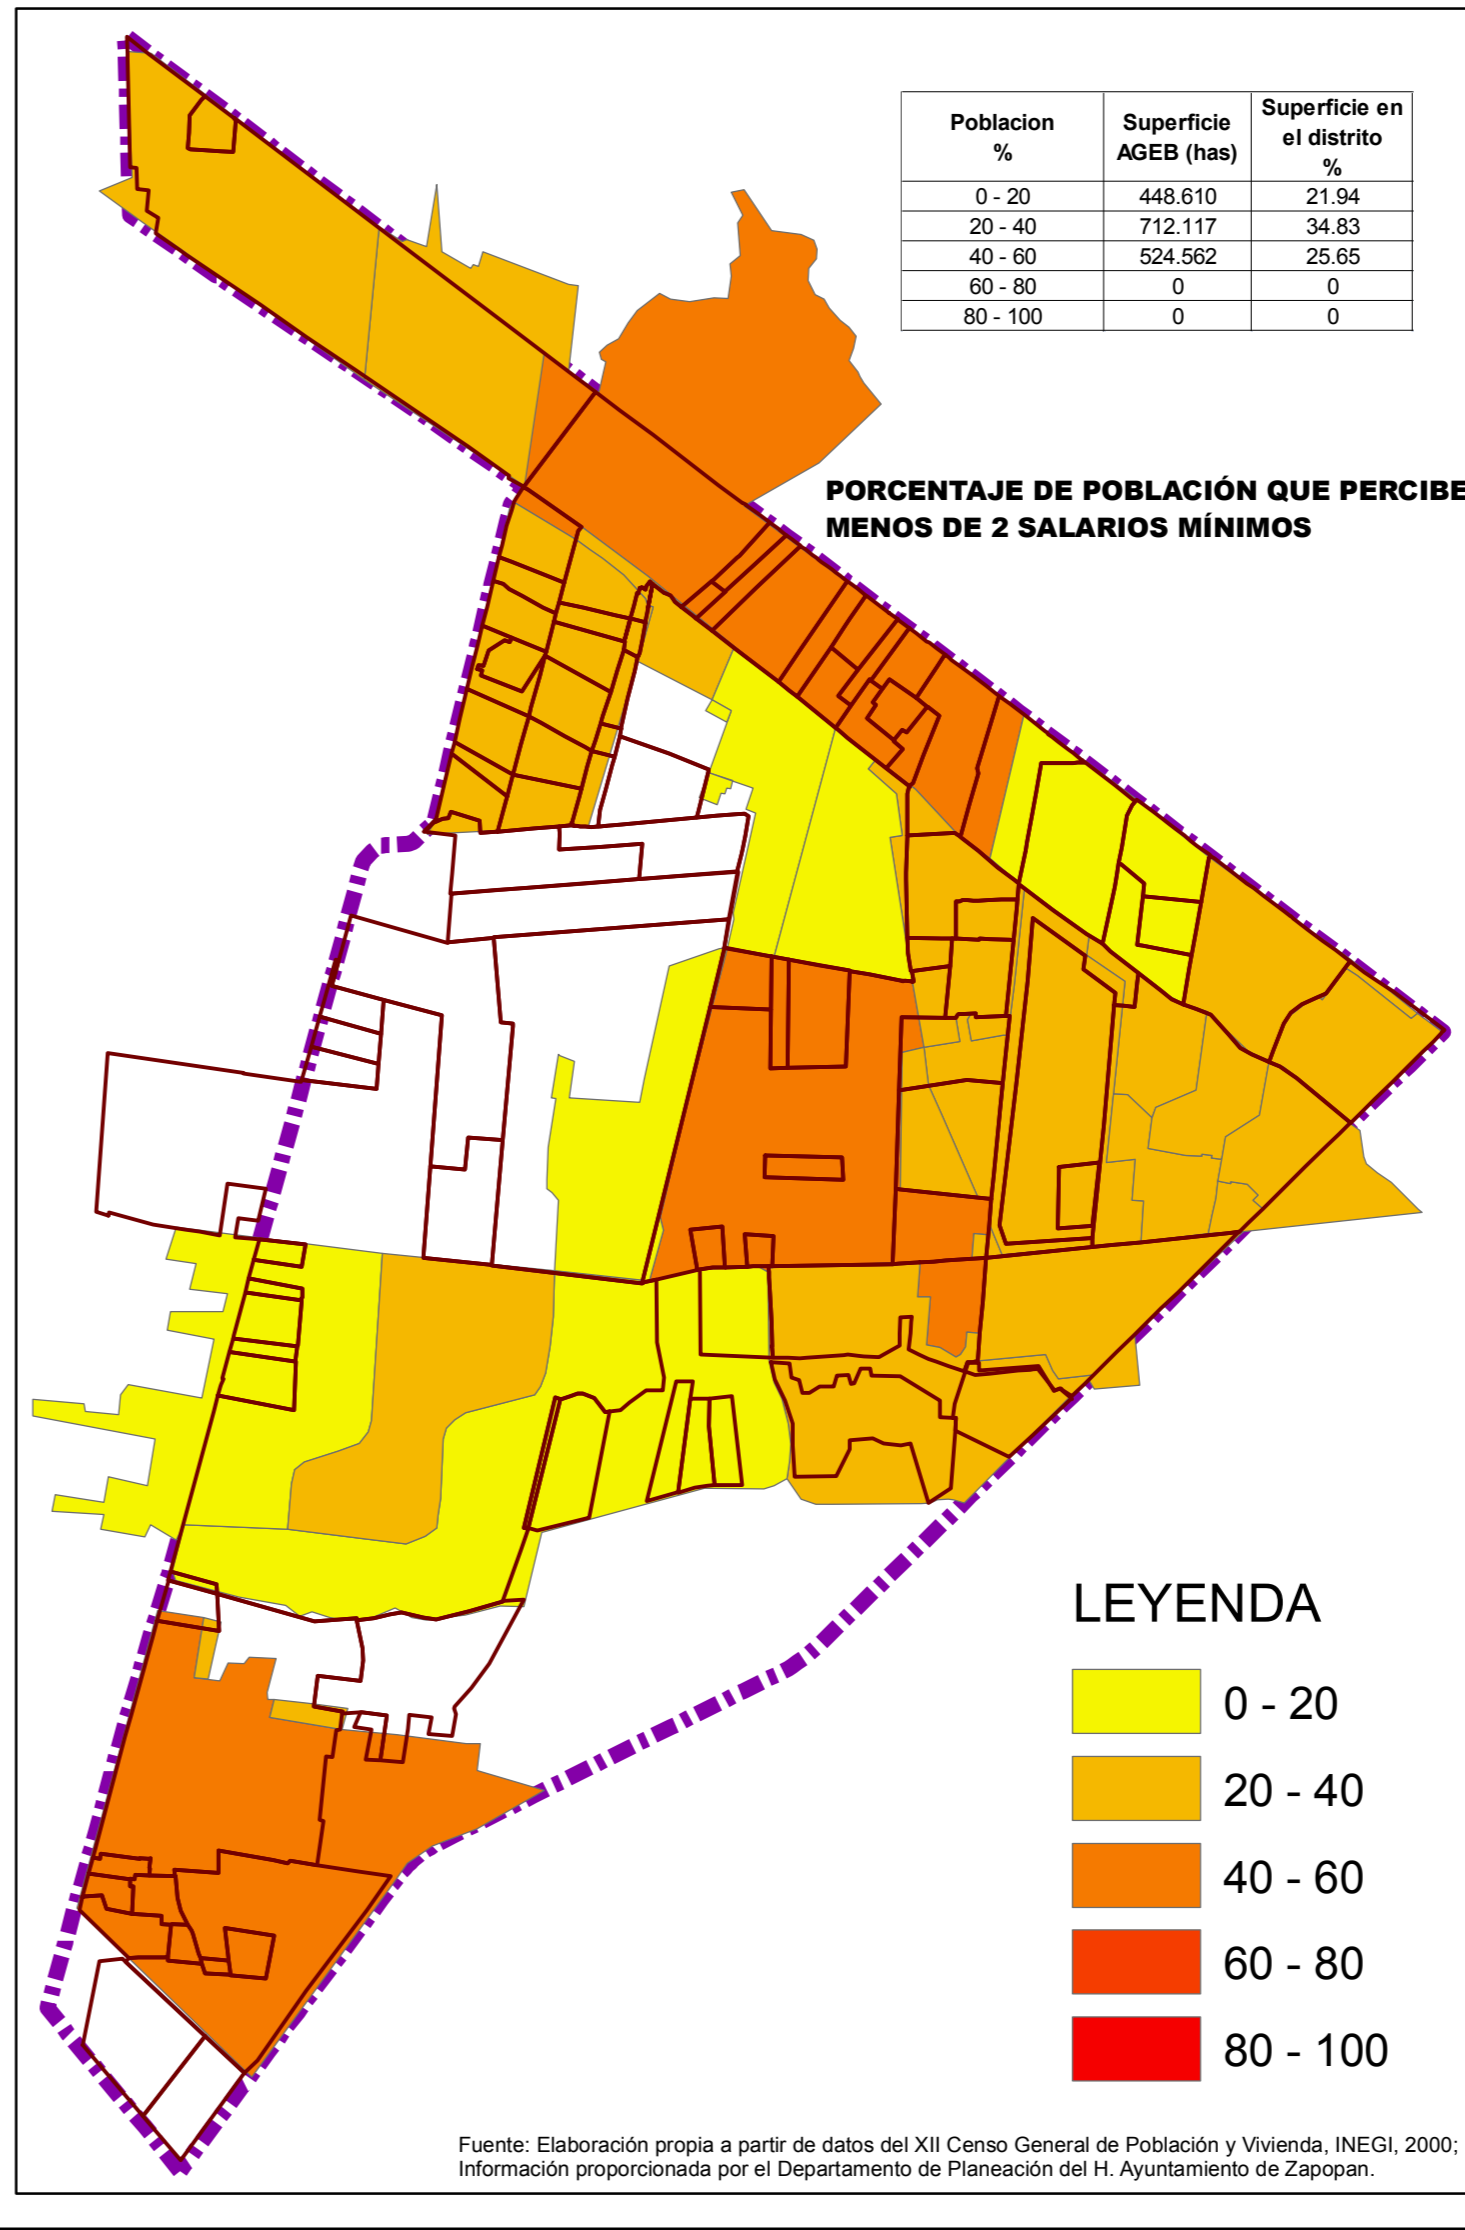 Poblacion % Superficie AGEB (has) Superficie en el distrito %
0 - 20 448.610 21.94
20 - 40 712.117 34.83
40 - 60 524.562 25.65
60 - 80 0 0
80 - 100 0 0
PORCENTAJE DE POBLACIÓN QUE PERCIBE
MENOS DE 2 SALARIOS MÍNIMOS
LEYENDA
0 - 20
20 - 40
40 - 60
60 - 80
80 - 100
Fuente: Elaboración propia a partir de datos del XII Censo General de Población y Vivienda, INEGI, 2000;
Información proporcionada por el Departamento de Planeación del H. Ayuntamiento de Zapopan.